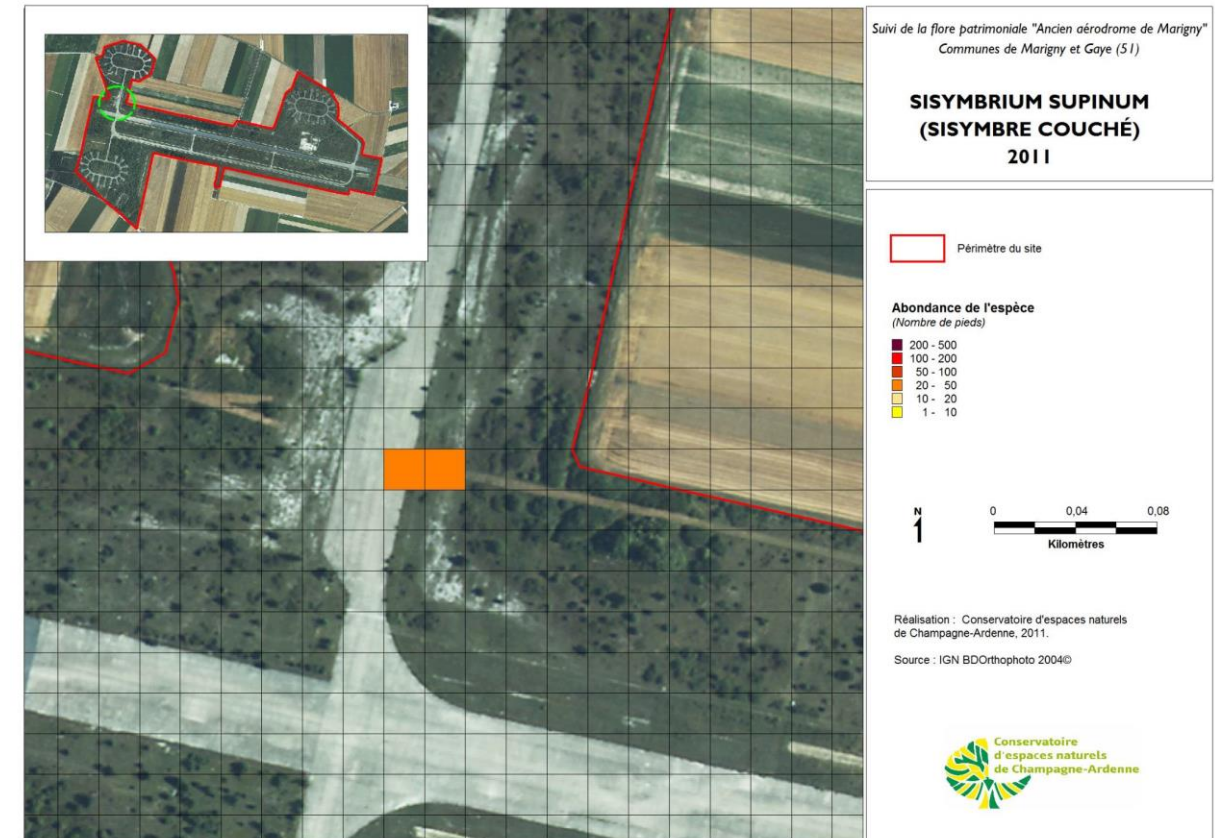 Suivi de la flore patrimoniale "Ancien aérodrome de Marigny"
Communes de Marigny et Gaye (51)
SISYMBRIUM SUPINUM
(SISYMBRE COUCHÉ)
2011
Périmètre du site
Abondance de l'espèce
(Nombre de pieds)
200 - 500
100 - 200
50 - 100
20 - 50
10 - 20
1 - 10
N
0 0,04 0,08
Kilomètres
Réalisation : Conservatoire d'espaces naturels
de Champagne-Ardenne, 2011.
Source : IGN BDOrthophoto 2004©
Conservatoire
d'espaces naturels
de Champagne-Ardenne